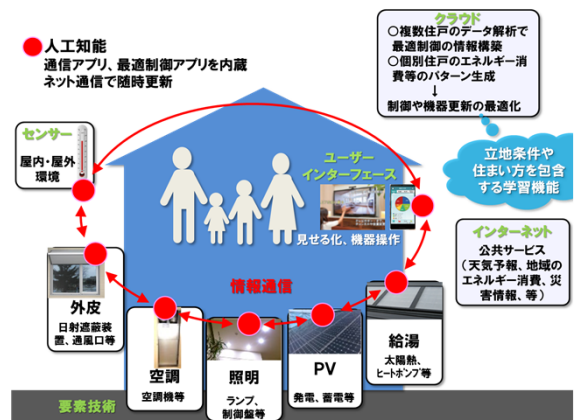 人工知能
通信アプリ、最適制御アプリを内蔵
ネット通信で随時更新
クラウド
○複数住戸のデータ解析で
最適制御の情報構築
○個別住戸のエネルギー消
費等のパターン生成
↓
制御や機器更新の最適化
センサー
屋内・屋外
環境
ユーザー
インターフェース
見せる化、機器操作
立地条件や
住まい方を包含
する学習機能
インターネット
公共サービス
(天気予報、地域の
エネルギー消費、災
害情報、等)
情報通信
外皮
日射遮蔽装
置、通風口等
空調
空調機等
照明
ランプ、
制御盤等
PV
発電、蓄電等
給湯
太陽熱、
ヒートポンプ等
要素技術